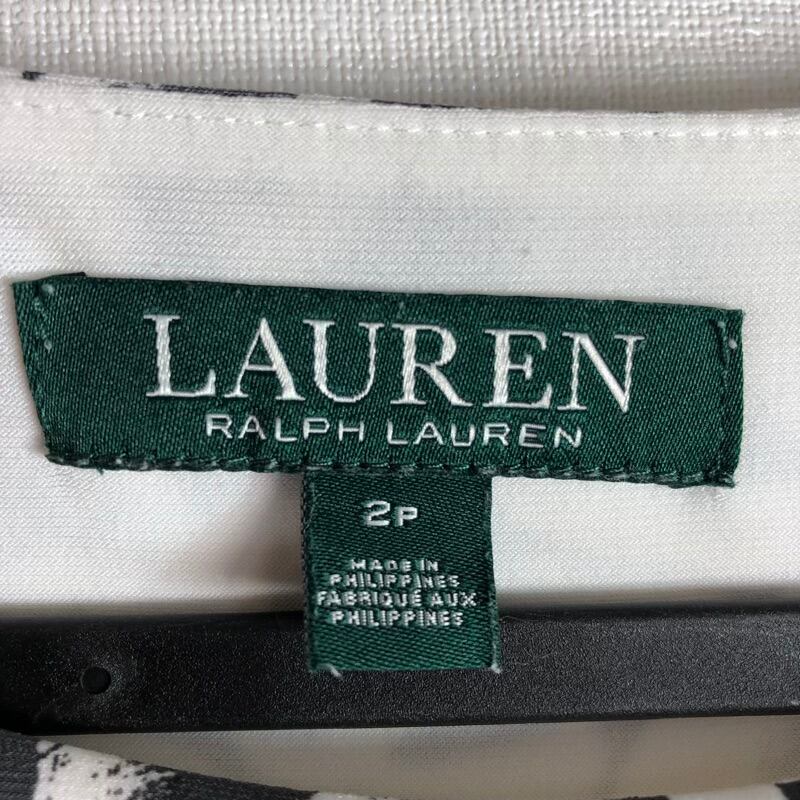 LAUREN
RALPH LAUREN
2P
MADE IN
PHILIPPINES
FABRIQUÉ AUX
PHILIPPINES